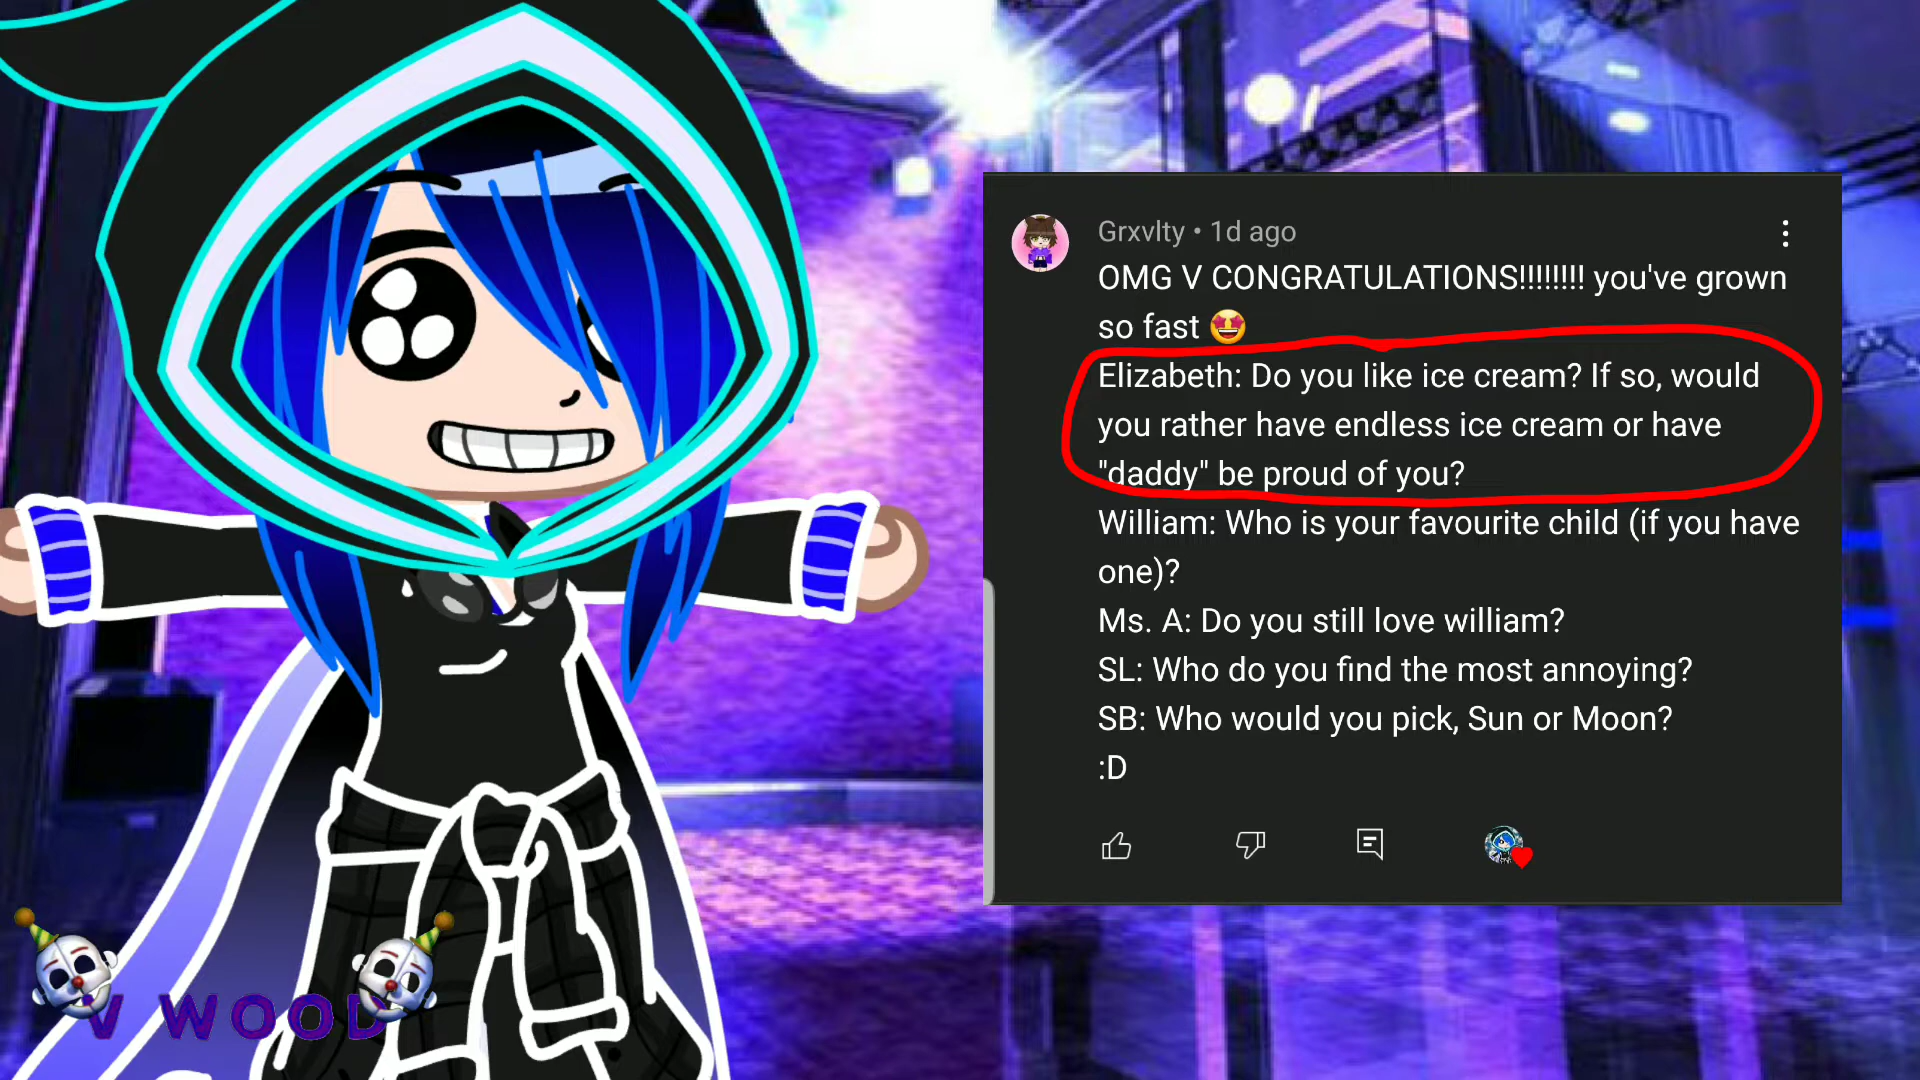 Grxvlty • 1d ago
OMG V CONGRATULATIONS!!!!!!!! you've grown
so fast 🤩
Elizabeth: Do you like ice cream? If so, would
you rather have endless ice cream or have
"daddy" be proud of you?
William: Who is your favourite child (if you have
one)?
Ms. A: Do you still love william?
SL: Who do you find the most annoying?
SB: Who would you pick, Sun or Moon?
:D
V WOOD